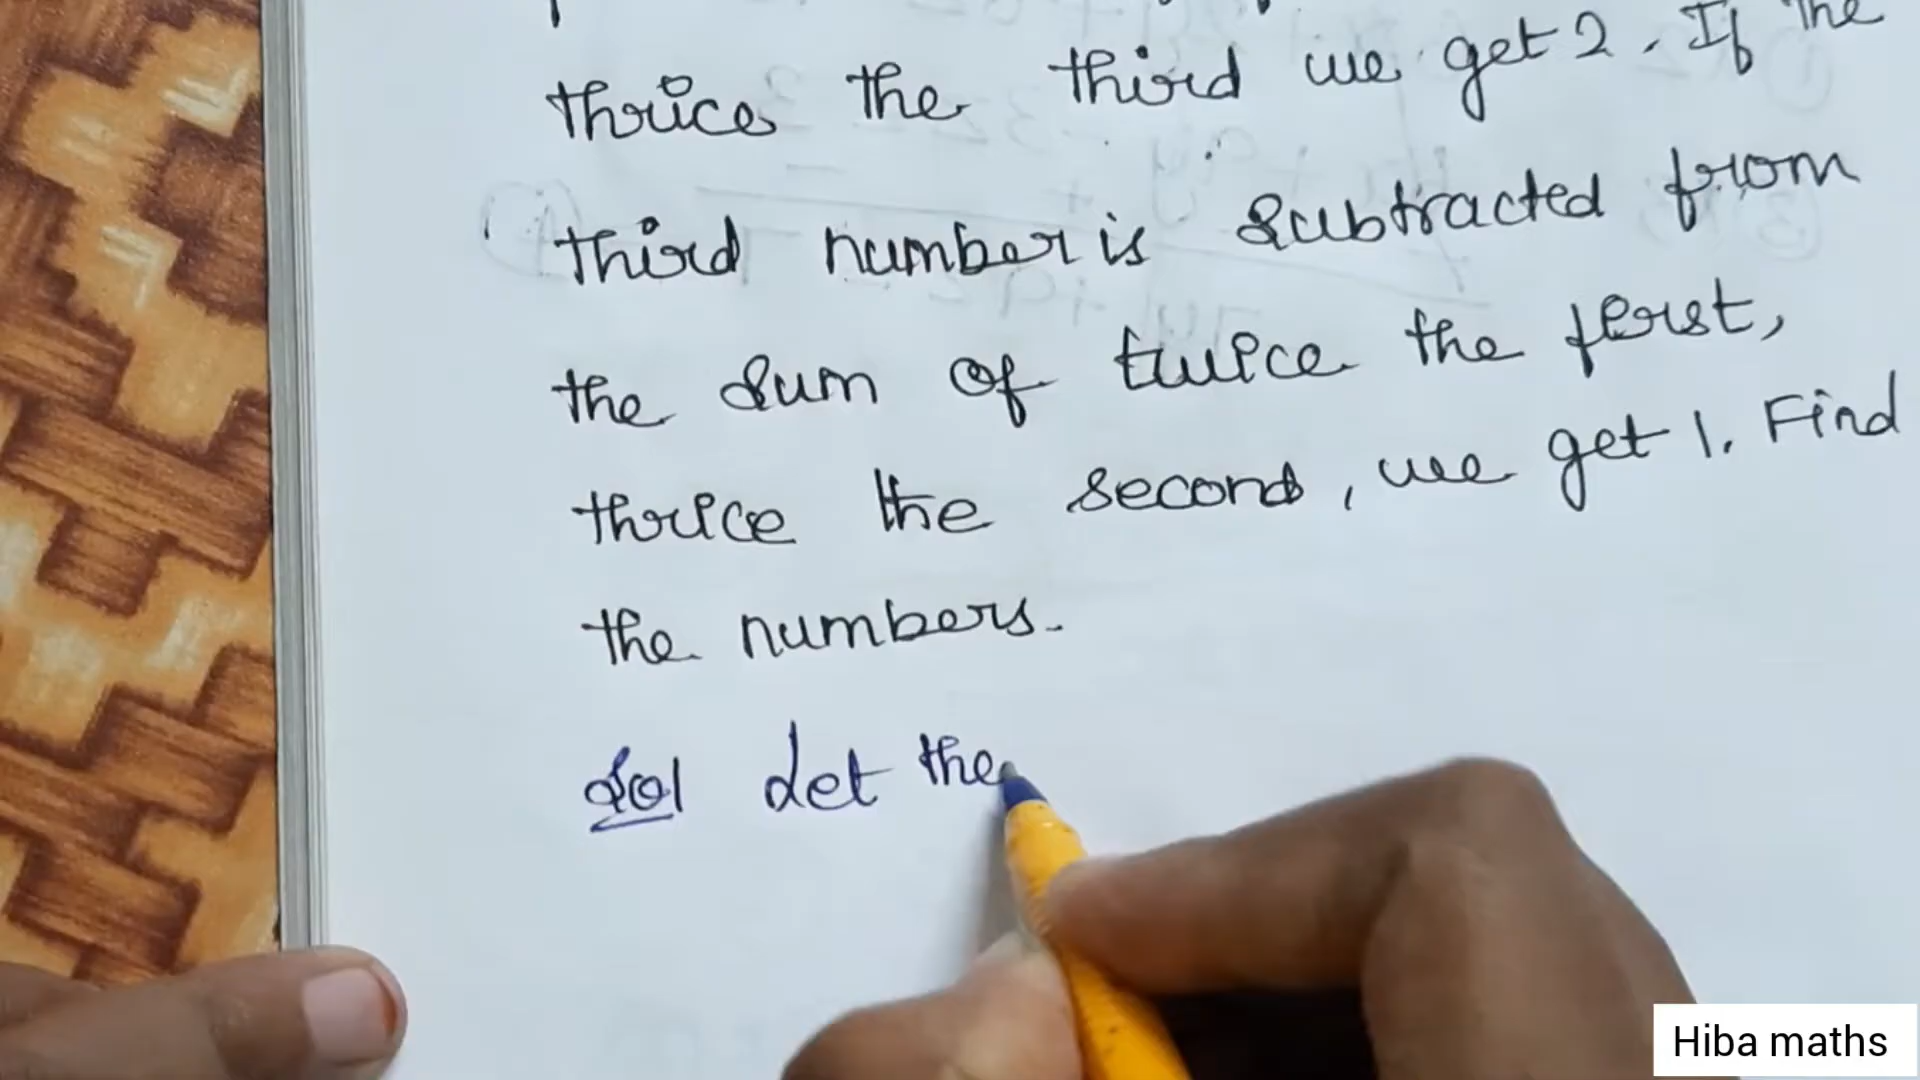 thrice the third we get 2. If the
third number is subtracted from
the sum of twice the first,
thrice the second, we get 1. Find
the numbers.
Sol Let the
Hiba maths